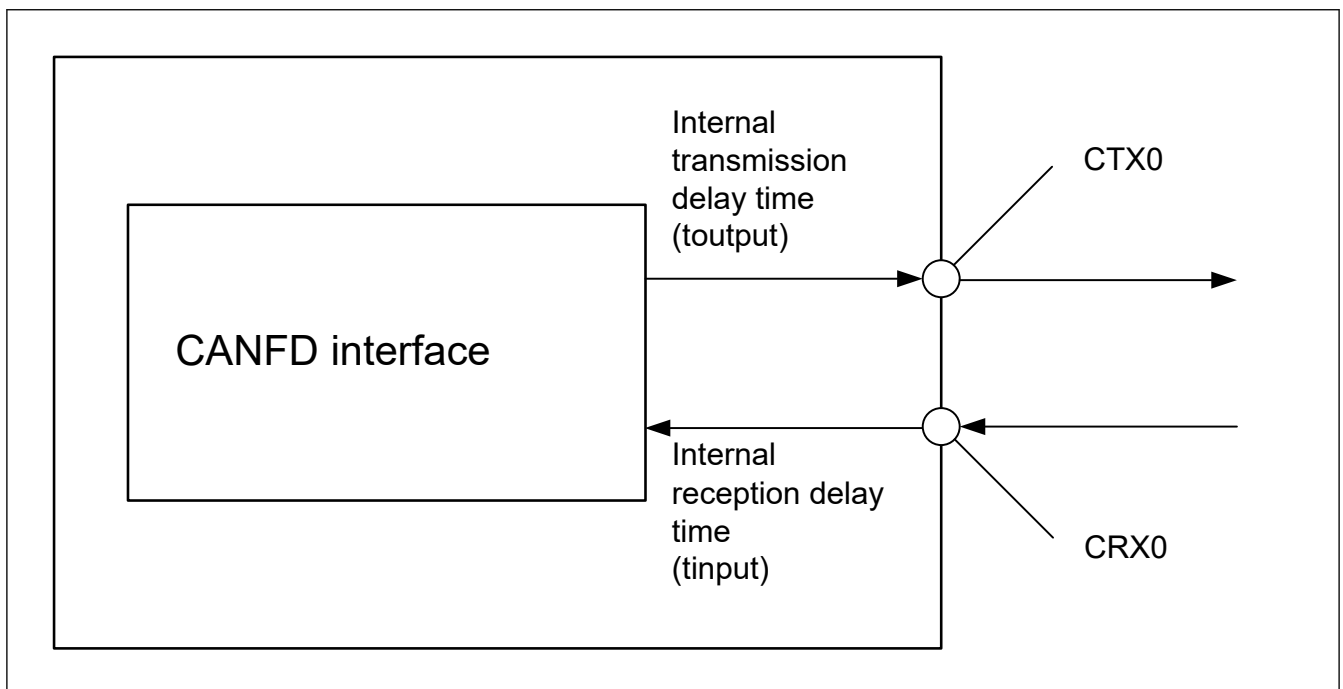 Internal
transmission
delay time
(toutput)
CTX0
CANFD interface
Internal
reception delay
time
(tinput)
CRX0